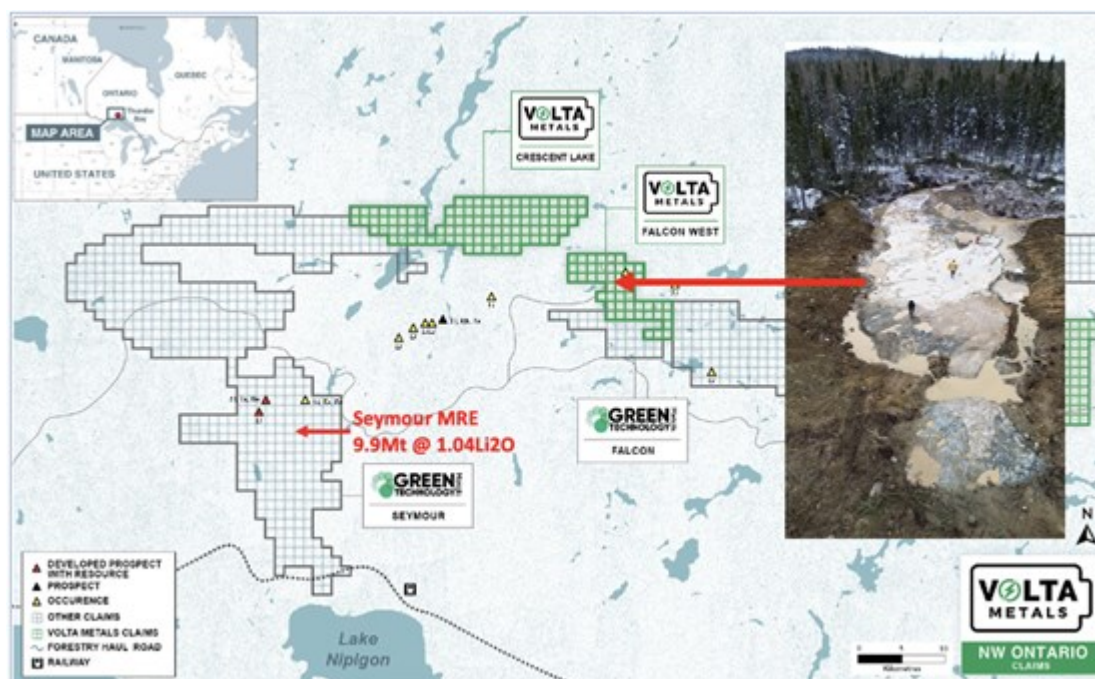 CANADA
MANITOBA
ONTARIO
QUEBEC
Thunder
Bay
MAP AREA
UNITED STATES
VOLTA
METALS
CRESCENT LAKE
VOLTA
METALS
FALCON WEST
Seymour MRE
9.9Mt @ 1.04Li2O
GREEN
TECHNOLOGY
METALS
SEYMOUR
GREEN
TECHNOLOGY
METALS
FALCON
DEVELOPED PROSPECT
WITH RESOURCE
PROSPECT
OCCURENCE
OTHER CLAIMS
VOLTA METALS CLAIMS
FORESTRY HAUL ROAD
RAILWAY
Lake
Nipigon
N
Kilometres
VOLTA
METALS
NW ONTARIO
CLAIMS